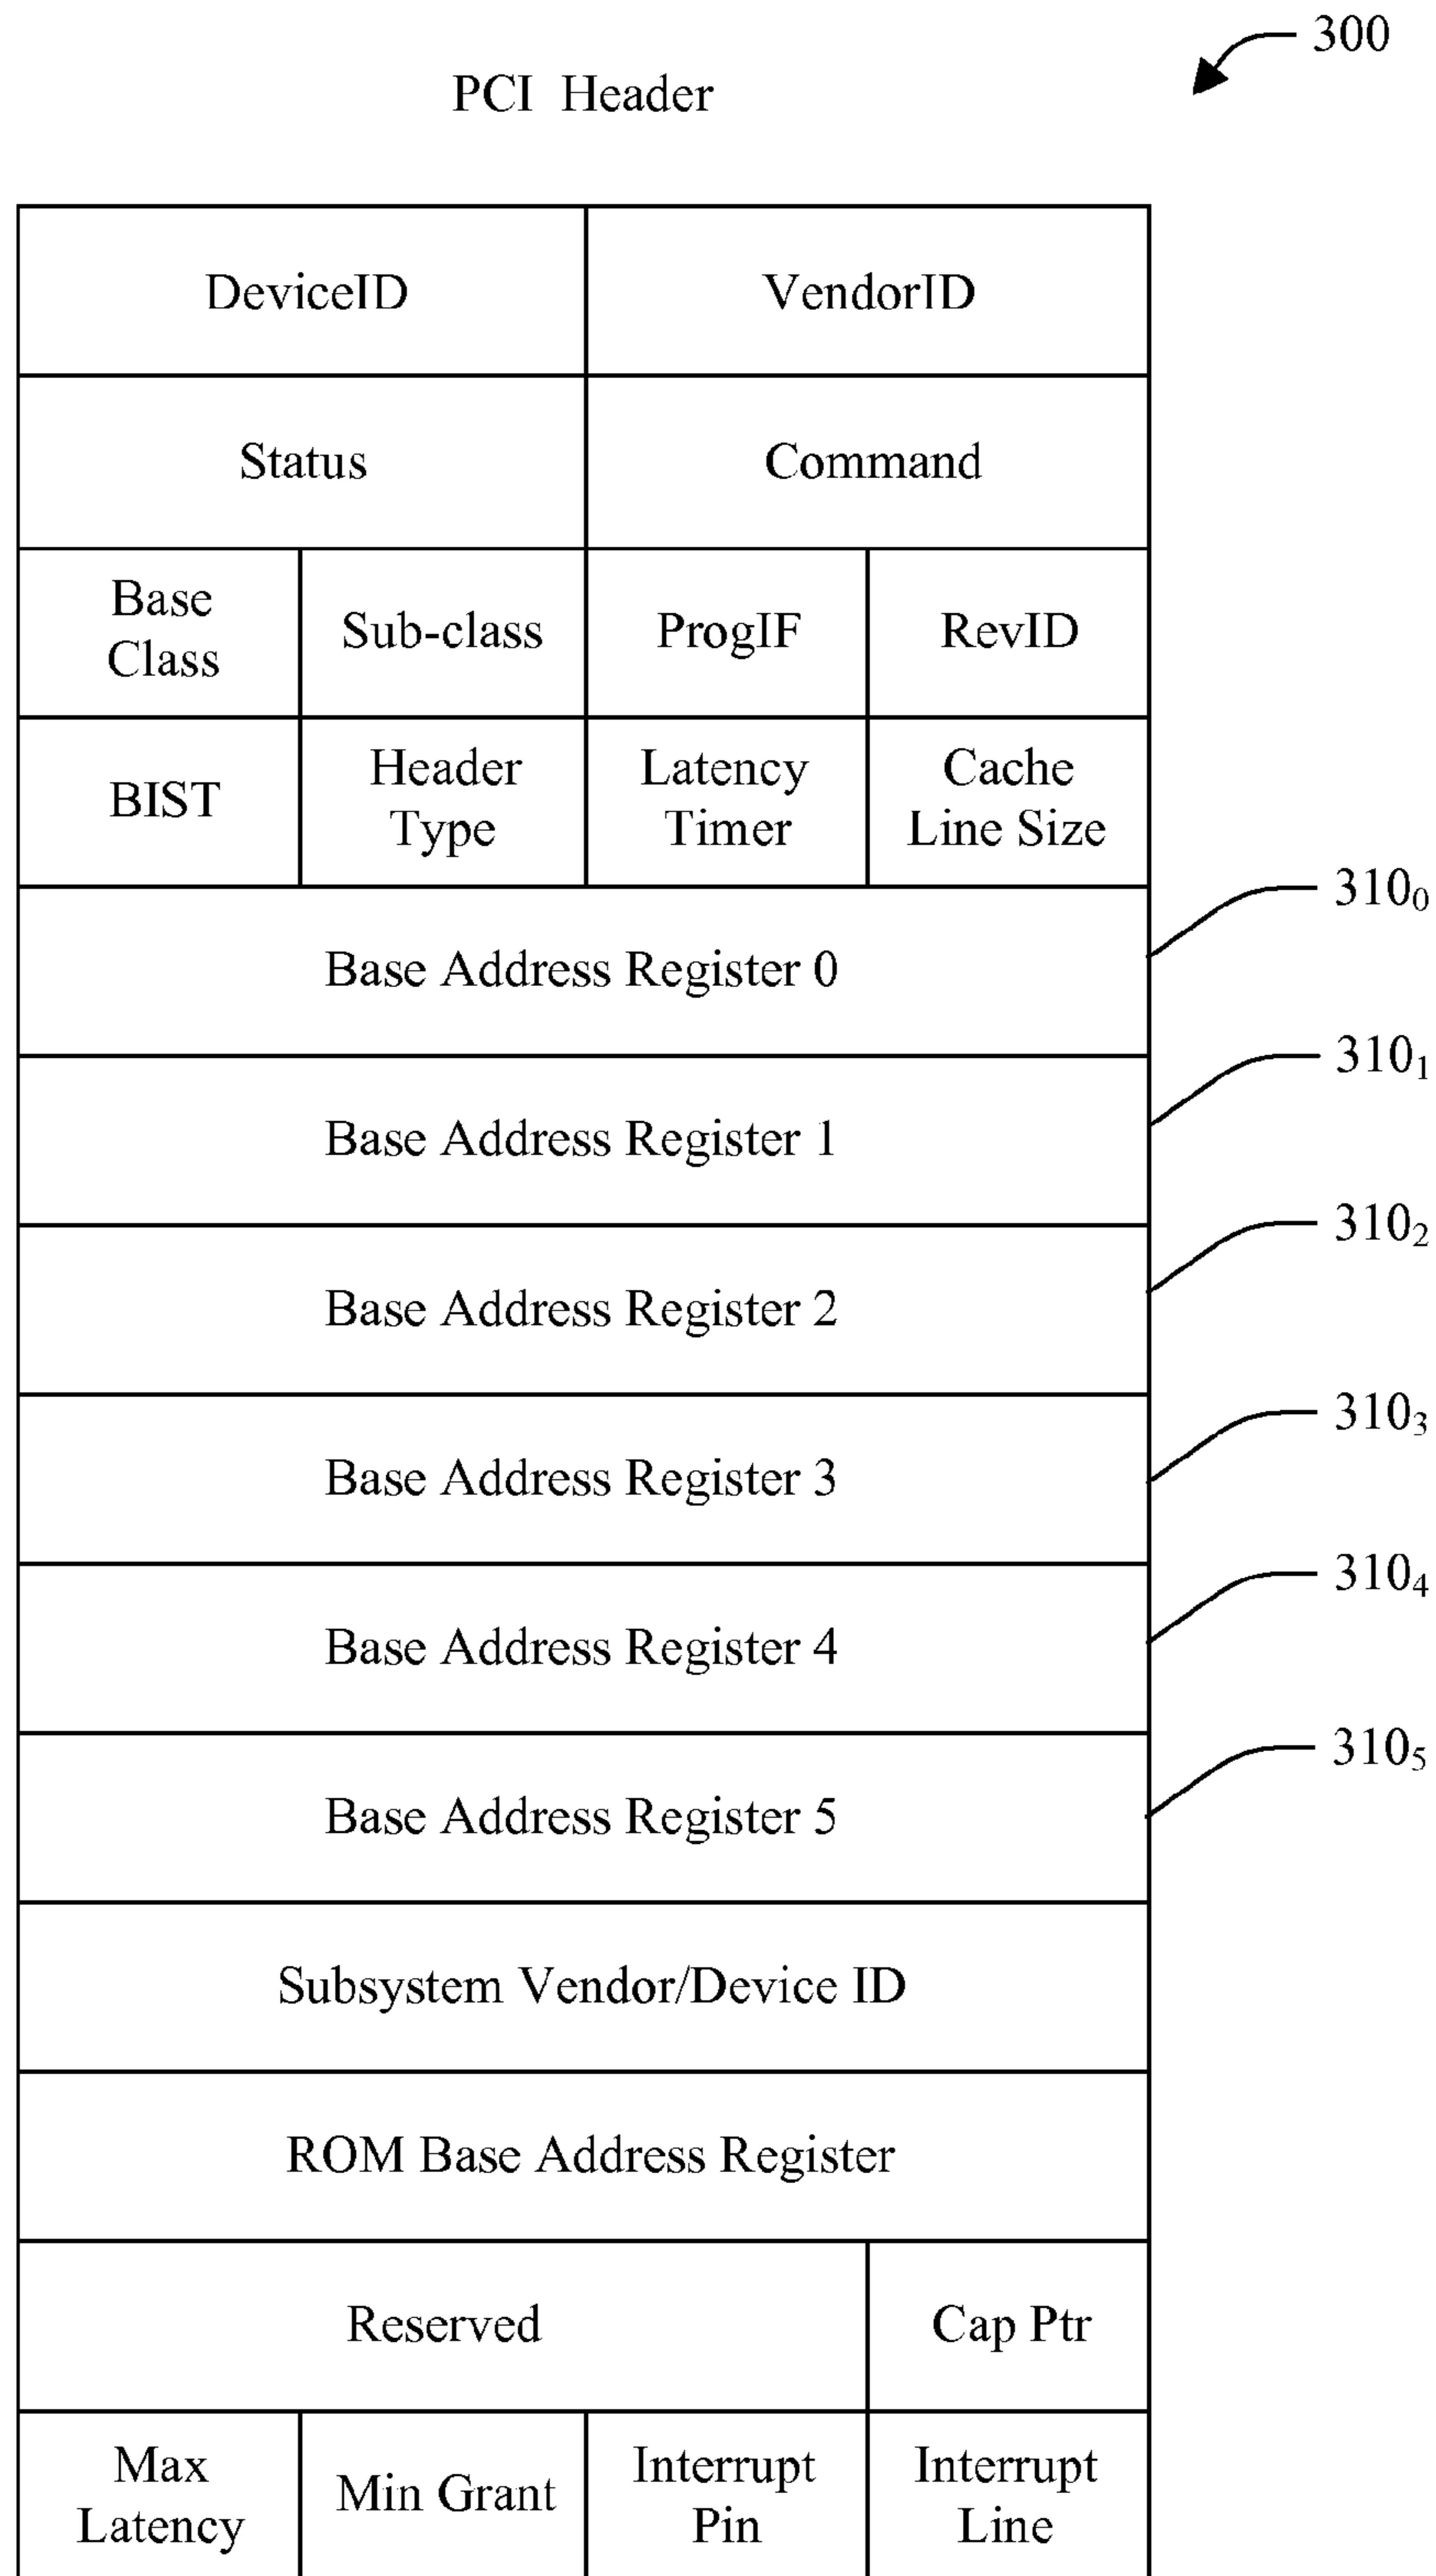 300
PCI Header
DeviceID
VendorID
Status
Command
Base
Class
Sub-class
ProgIF
RevID
BIST
Header
Type
Latency
Timer
Cache
Line Size
310₀
Base Address Register 0
310₁
Base Address Register 1
310₂
Base Address Register 2
310₃
Base Address Register 3
310₄
Base Address Register 4
310₅
Base Address Register 5
Subsystem Vendor/Device ID
ROM Base Address Register
Reserved
Cap Ptr
Max
Latency
Min Grant
Interrupt
Pin
Interrupt
Line